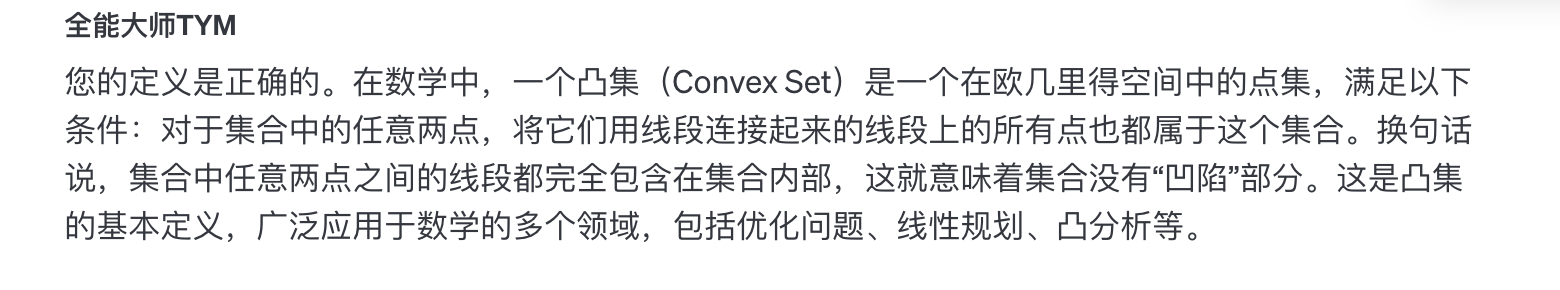 全能大师TYM
您的定义是正确的。在数学中，一个凸集（Convex Set）是一个在欧几里得空间中的点集，满足以下
条件：对于集合中的任意两点，将它们用线段连接起来的线段上的所有点也都属于这个集合。换句话
说，集合中任意两点之间的线段都完全包含在集合内部，这就意味着集合没有“凹陷”部分。这是凸集
的基本定义，广泛应用于数学的多个领域，包括优化问题、线性规划、凸分析等。